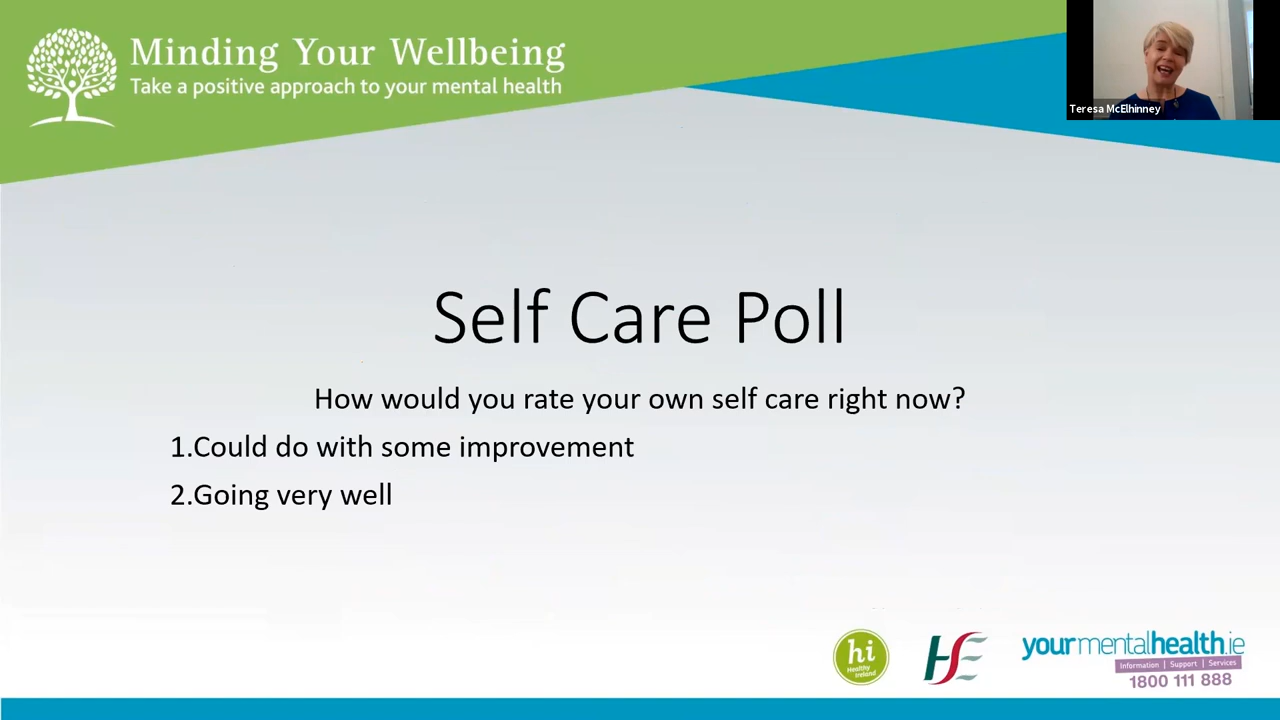 Minding Your Wellbeing
Take a positive approach to your mental health
Teresa McElhinney
Self Care Poll
How would you rate your own self care right now?
1.Could do with some improvement
2.Going very well
hi
Healthy
Ireland
HSE
yourmentalhealth.ie
Information | Support | Services
1800 111 888